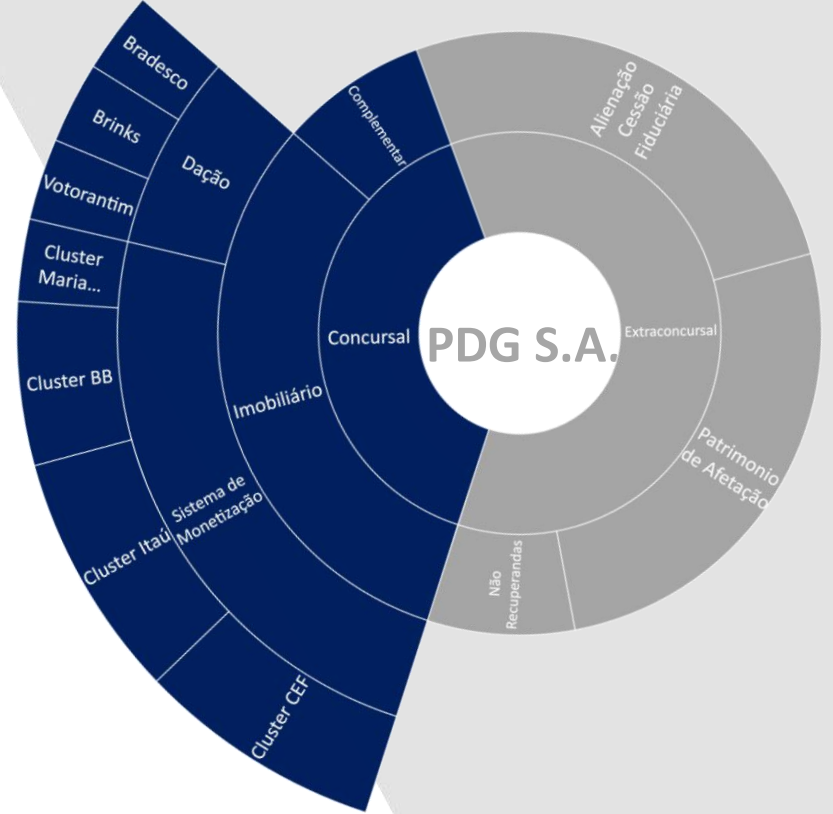 Bradesco
Brinks
Votorantim
Cluster
Maria...
Cluster BB
Cluster Itaú
Cluster CEF
Dação
Sistema de
Monetização
Complementar
Imobiliário
Concursal
PDG S.A.
Extraconcursal
Alienação
Cessão
Fiduciária
Patrimonio
de Afetação
Não
Recuperandas